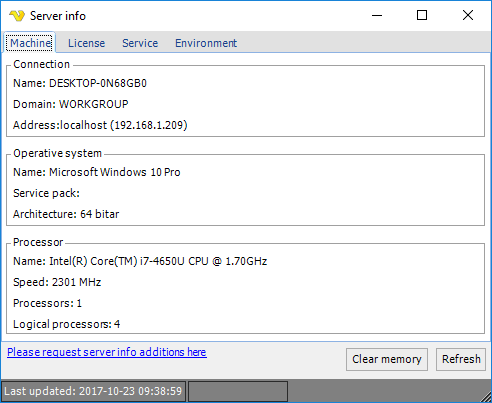 Server info
Machine License Service Environment
Connection
Name: DESKTOP-0N68GB0
Domain: WORKGROUP
Address:localhost (192.168.1.209)
Operative system
Name: Microsoft Windows 10 Pro
Service pack:
Architecture: 64 bitar
Processor
Name: Intel(R) Core(TM) i7-4650U CPU @ 1.70GHz
Speed: 2301 MHz
Processors: 1
Logical processors: 4
Please request server info additions here
Clear memory Refresh
Last updated: 2017-10-23 09:38:59